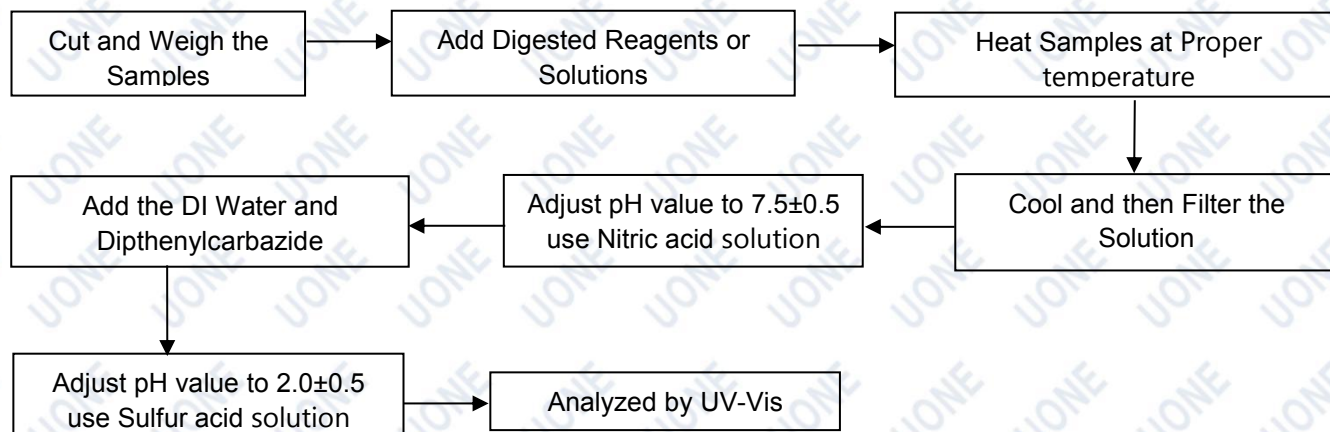 Cut and Weigh the
Samples
Add Digested Reagents or
Solutions
Heat Samples at Proper
temperature
Cool and then Filter the
Solution
Adjust pH value to 7.5±0.5
use Nitric acid solution
Add the DI Water and
Dipthenylcarbazide
Adjust pH value to 2.0±0.5
use Sulfur acid solution
Analyzed by UV-Vis
UONE